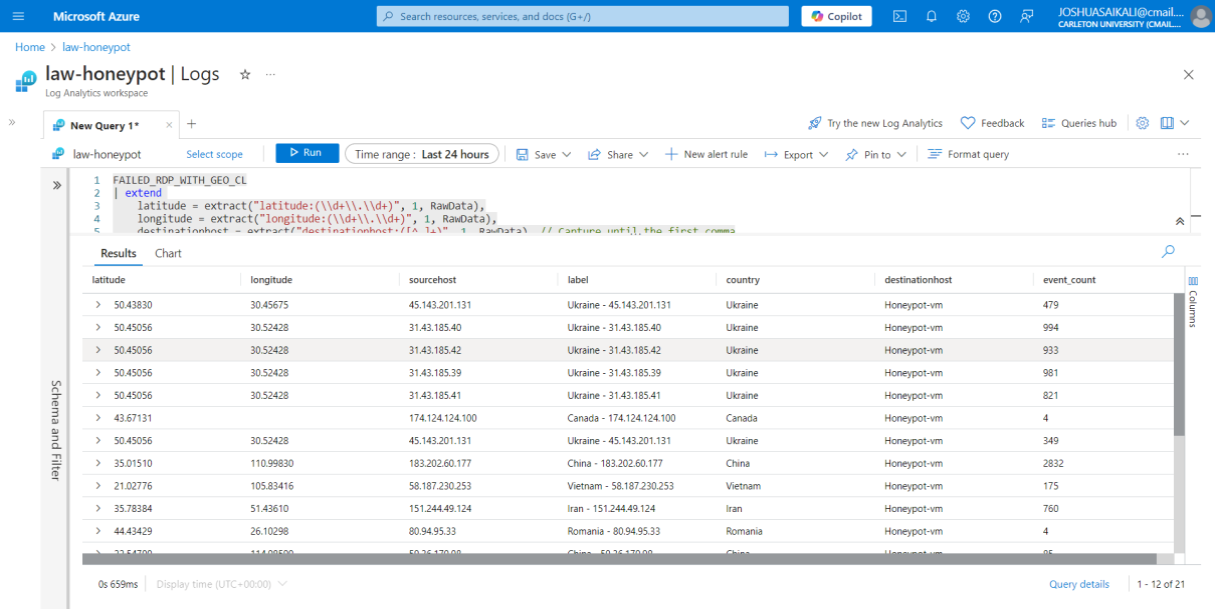 Microsoft Azure
Search resources, services, and docs (G+/)
Copilot
JOSHUASAIKALI@cmail....
CARLETON UNIVERSITY (CMAIL....
Home > law-honeypot
law-honeypot | Logs
Log Analytics workspace
New Query 1*
Try the new Log Analytics
Feedback
Queries hub
law-honeypot
Select scope
Run
Time range : Last 24 hours
Save
Share
New alert rule
Export
Pin to
Format query
1 FAILED_RDP_WITH_GEO_CL
2 | extend
3 latitude = extract("latitude:(\\d+\\.\\d+)", 1, RawData),
4 longitude = extract("longitude:(\\d+\\.\\d+)", 1, RawData),
5 destinationhost = extract("destinationhost:([^,]+)", 1, RawData), // Capture until the first comma
Results Chart
latitude longitude sourcehost label country destinationhost event_count
50.43830 30.45675 45.143.201.131 Ukraine - 45.143.201.131 Ukraine Honeypot-vm 479
50.45056 30.52428 31.43.185.40 Ukraine - 31.43.185.40 Ukraine Honeypot-vm 994
50.45056 30.52428 31.43.185.42 Ukraine - 31.43.185.42 Ukraine Honeypot-vm 933
50.45056 30.52428 31.43.185.39 Ukraine - 31.43.185.39 Ukraine Honeypot-vm 981
50.45056 30.52428 31.43.185.41 Ukraine - 31.43.185.41 Ukraine Honeypot-vm 821
43.67131 174.124.124.100 Canada - 174.124.124.100 Canada Honeypot-vm 4
50.45056 30.52428 45.143.201.131 Ukraine - 45.143.201.131 Ukraine Honeypot-vm 349
35.01510 110.99830 183.202.60.177 China - 183.202.60.177 China Honeypot-vm 2832
21.02776 105.83416 58.187.230.253 Vietnam - 58.187.230.253 Vietnam Honeypot-vm 175
35.78384 51.43610 151.244.49.124 Iran - 151.244.49.124 Iran Honeypot-vm 760
44.43429 26.10298 80.94.95.33 Romania - 80.94.95.33 Romania Honeypot-vm 4
China Honeypot-vm
Columns
Schema and Filter
0s 659ms
Display time (UTC+00:00)
Query details
1 - 12 of 21